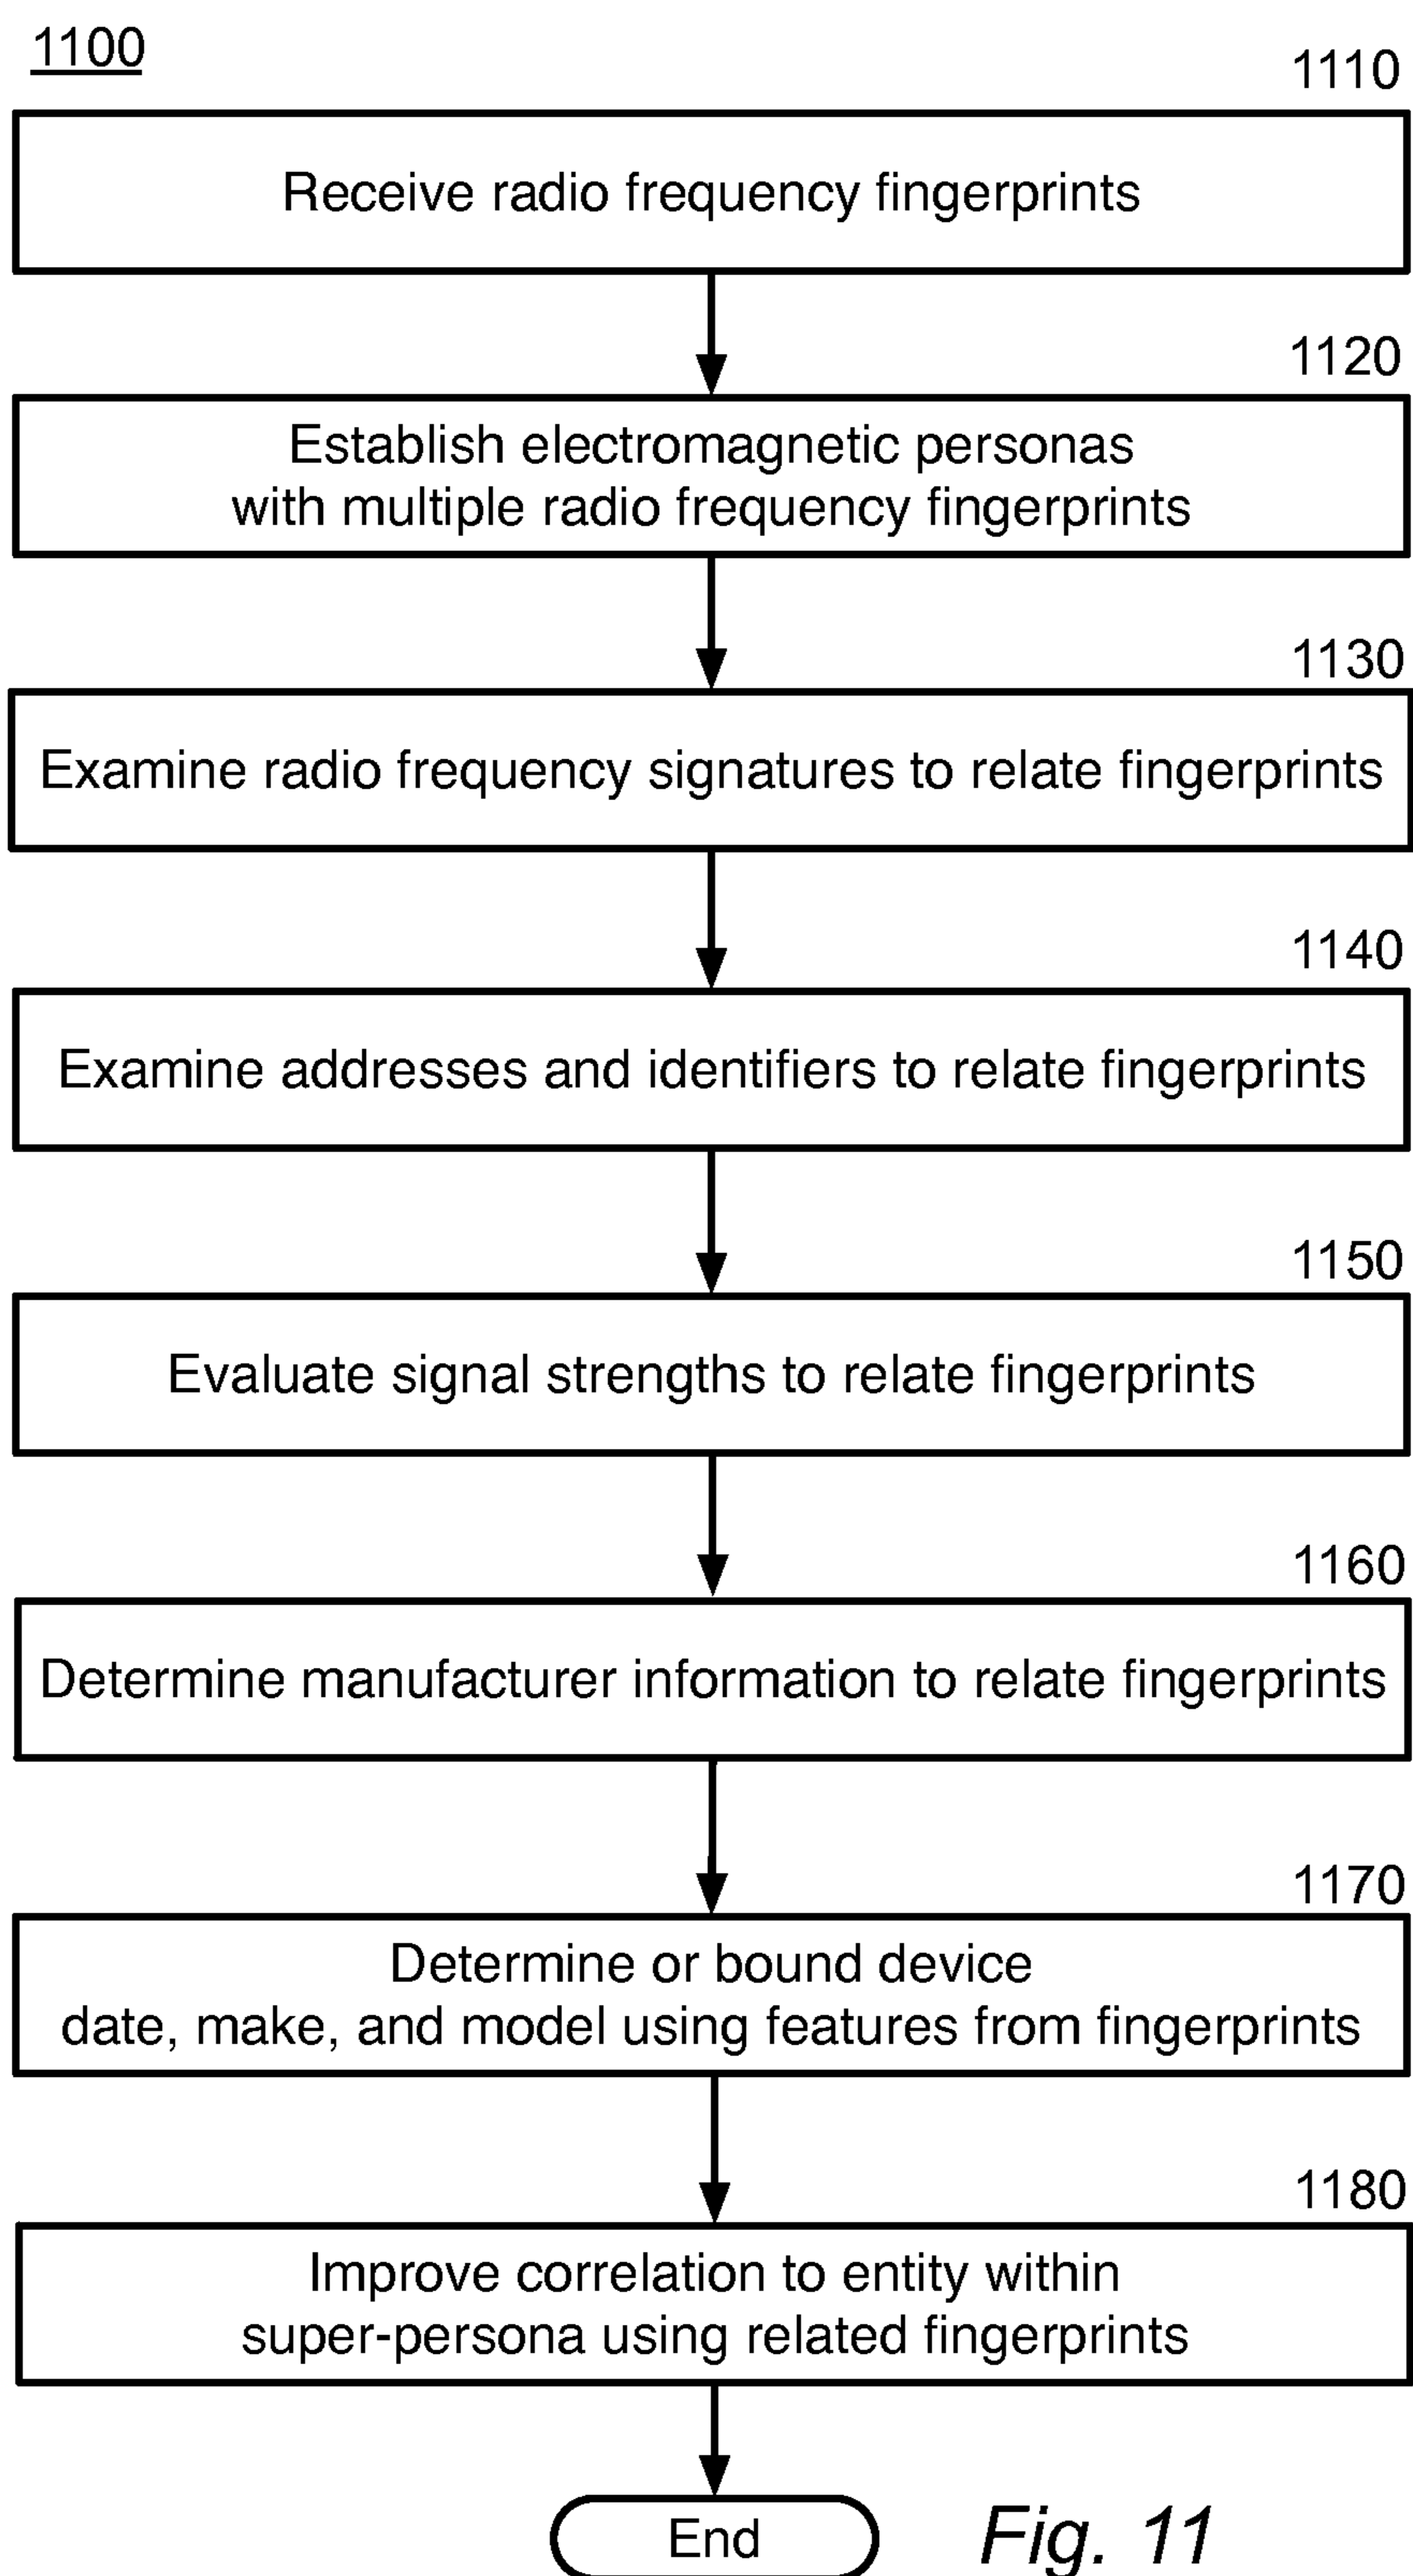 1100
1110
Receive radio frequency fingerprints
1120
Establish electromagnetic personas
with multiple radio frequency fingerprints
1130
Examine radio frequency signatures to relate fingerprints
1140
Examine addresses and identifiers to relate fingerprints
1150
Evaluate signal strengths to relate fingerprints
1160
Determine manufacturer information to relate fingerprints
1170
Determine or bound device
date, make, and model using features from fingerprints
1180
Improve correlation to entity within
super-persona using related fingerprints
End
Fig. 11